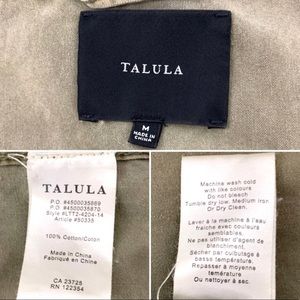 TALULA
M
MADE IN
CHINA
TALULA
P.O. #4500035869
P.O. #4500035870
Style #LTT2-4204-14
Article #50335
100% Cotton/Coton
Made in China
Fabriqué en Chine
CA 23725
RN 122354
Machine wash cold
with like colours
Do not bleach
Tumble dry low. Medium iron
Or Dry Clean.
Laver à la machine à l'eau
fraîche avec couleurs
semblables.
Ne pas utiliser d'agent
de blanchiment.
Sécher par culbutage à
basse température.
Repasser à moyenne
température
ou nettoyer à sec.